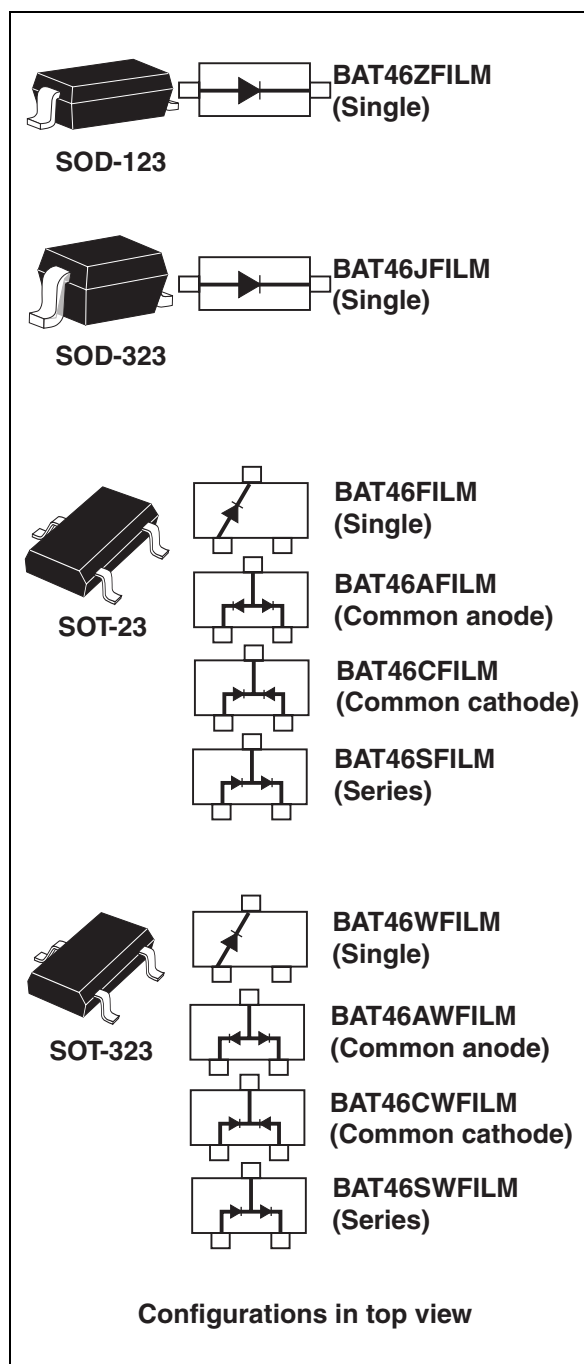 BAT46ZFILM
(Single)
SOD-123
BAT46JFILM
(Single)
SOD-323
BAT46FILM
(Single)
BAT46AFILM
(Common anode)
SOT-23
BAT46CFILM
(Common cathode)
BAT46SFILM
(Series)
BAT46WFILM
(Single)
BAT46AWFILM
(Common anode)
SOT-323
BAT46CWFILM
(Common cathode)
BAT46SWFILM
(Series)
Configurations in top view